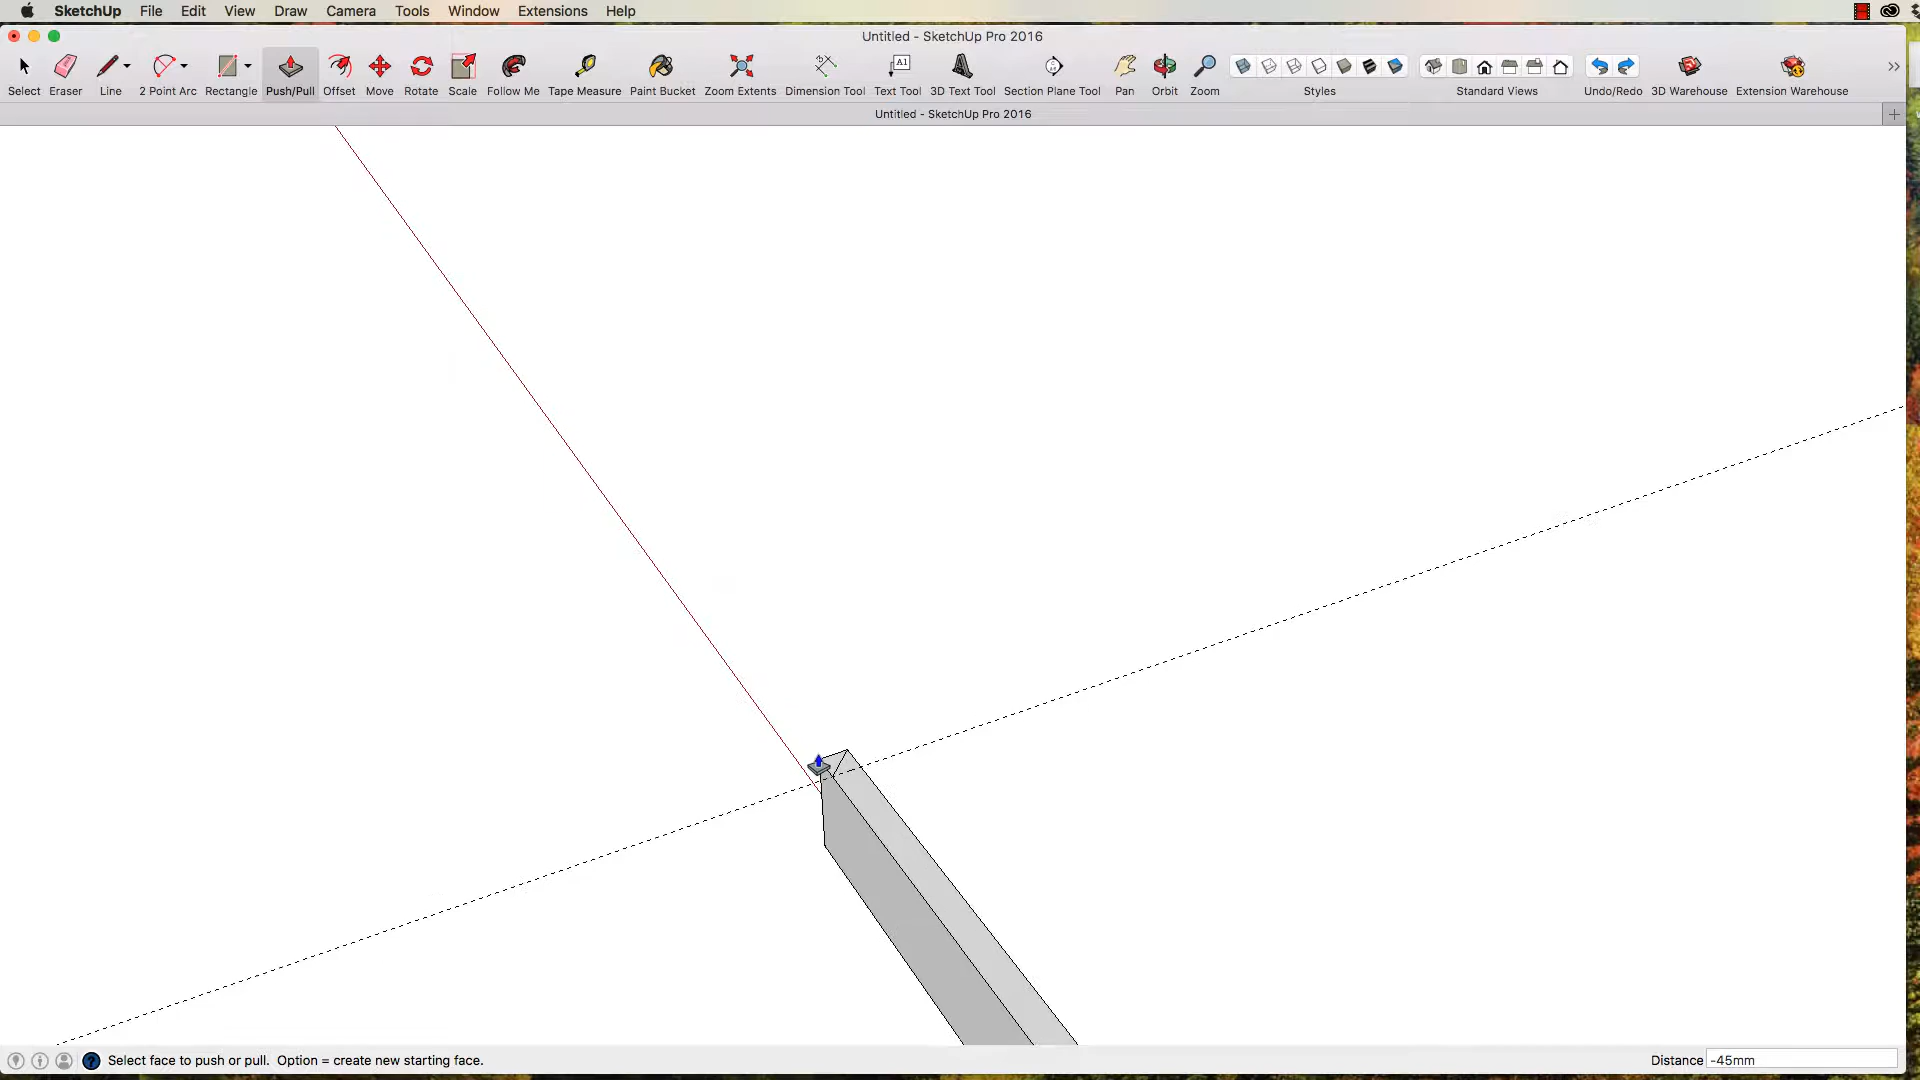 SketchUp File Edit View Draw Camera Tools Window Extensions Help
Untitled - SketchUp Pro 2016
Select Eraser Line 2 Point Arc Rectangle Push/Pull Offset Move Rotate Scale Follow Me Tape Measure Paint Bucket Zoom Extents Dimension Tool Text Tool 3D Text Tool Section Plane Tool Pan Orbit Zoom Styles Standard Views Undo/Redo 3D Warehouse Extension Warehouse
Untitled - SketchUp Pro 2016
Select face to push or pull. Option = create new starting face. Distance -45mm